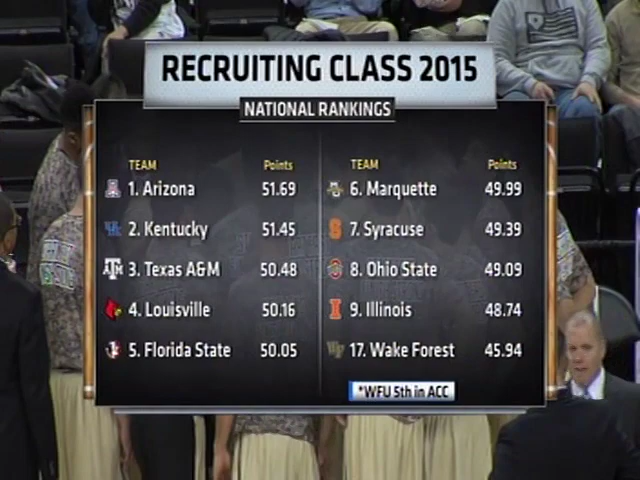 RECRUITING CLASS 2015
NATIONAL RANKINGS
TEAM Points
1. Arizona 51.69
2. Kentucky 51.45
3. Texas A&M 50.48
4. Louisville 50.16
5. Florida State 50.05
TEAM Points
6. Marquette 49.99
7. Syracuse 49.39
8. Ohio State 49.09
9. Illinois 48.74
17. Wake Forest 45.94
*WFU 5th in ACC